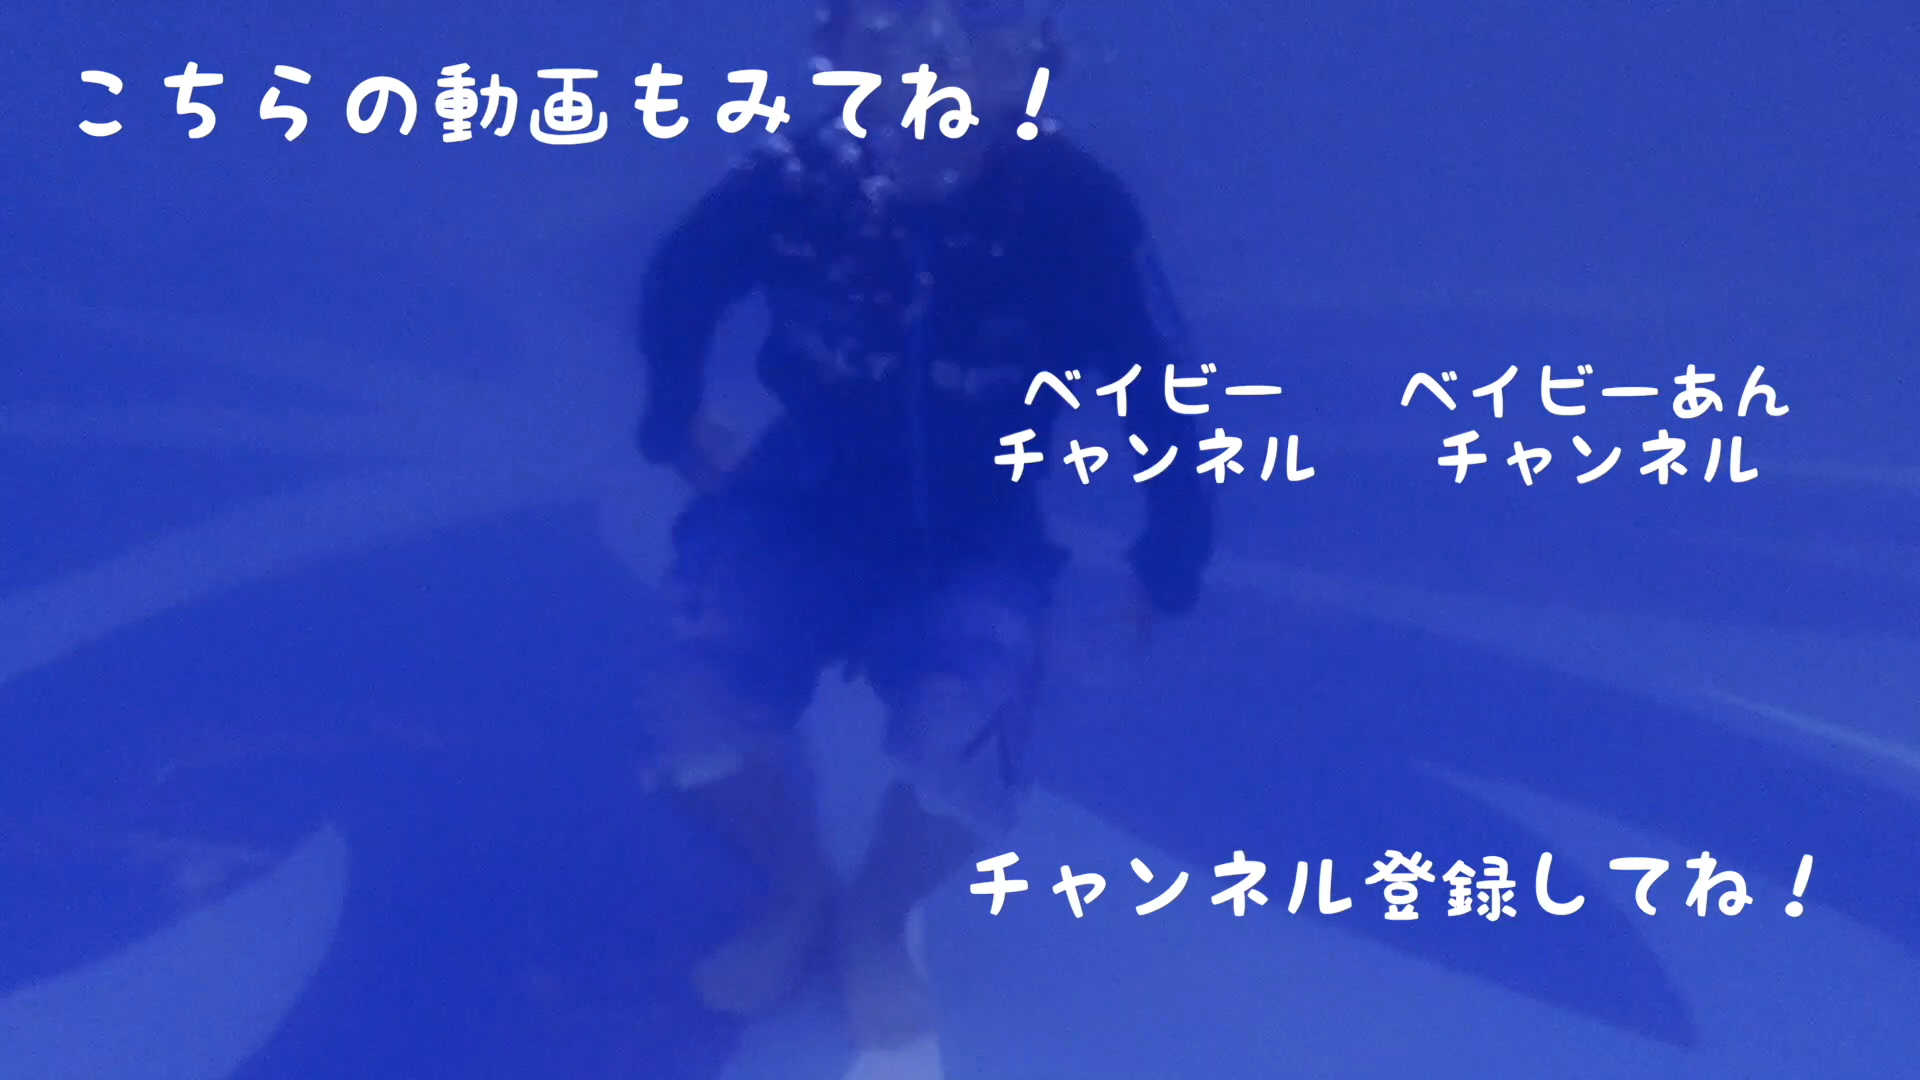 こちらの動画もみてね！
ベイビー
チャンネル
ベイビーあん
チャンネル
チャンネル登録してね！